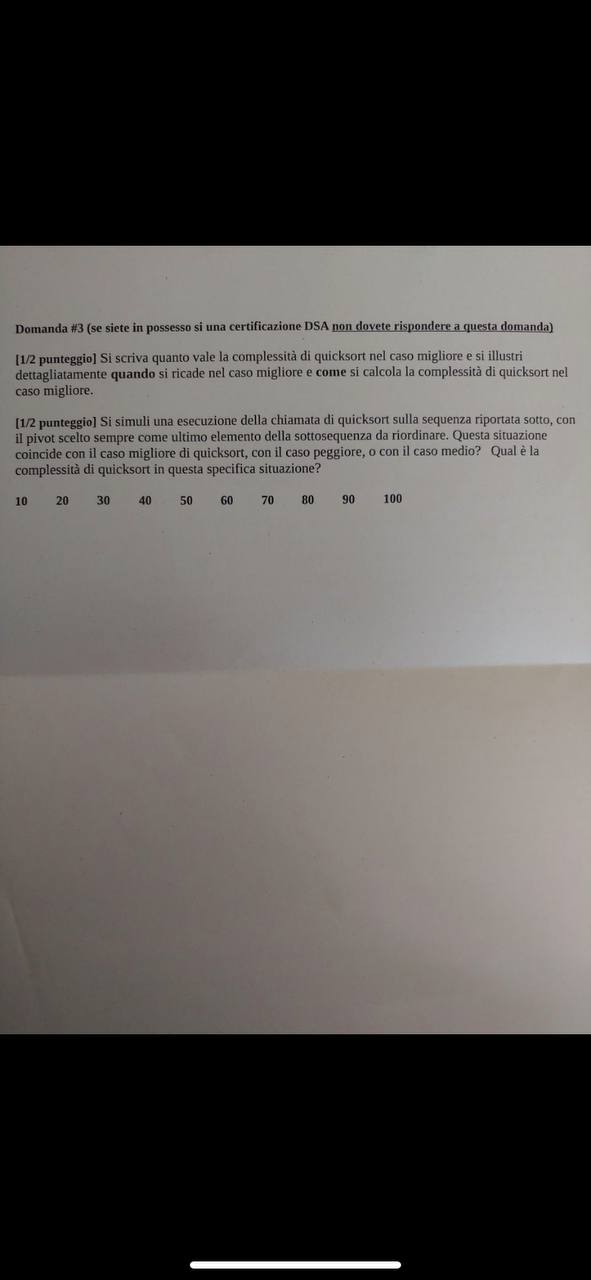 Domanda #3 (se siete in possesso si una certificazione DSA non dovete rispondere a questa domanda)
[1/2 punteggio] Si scriva quanto vale la complessità di quicksort nel caso migliore e si illustri
dettagliatamente quando si ricade nel caso migliore e come si calcola la complessità di quicksort nel
caso migliore.
[1/2 punteggio] Si simuli una esecuzione della chiamata di quicksort sulla sequenza riportata sotto, con
il pivot scelto sempre come ultimo elemento della sottosequenza da riordinare. Questa situazione
coincide con il caso migliore di quicksort, con il caso peggiore, o con il caso medio? Qual è la
complessità di quicksort in questa specifica situazione?
10 20 30 40 50 60 70 80 90 100